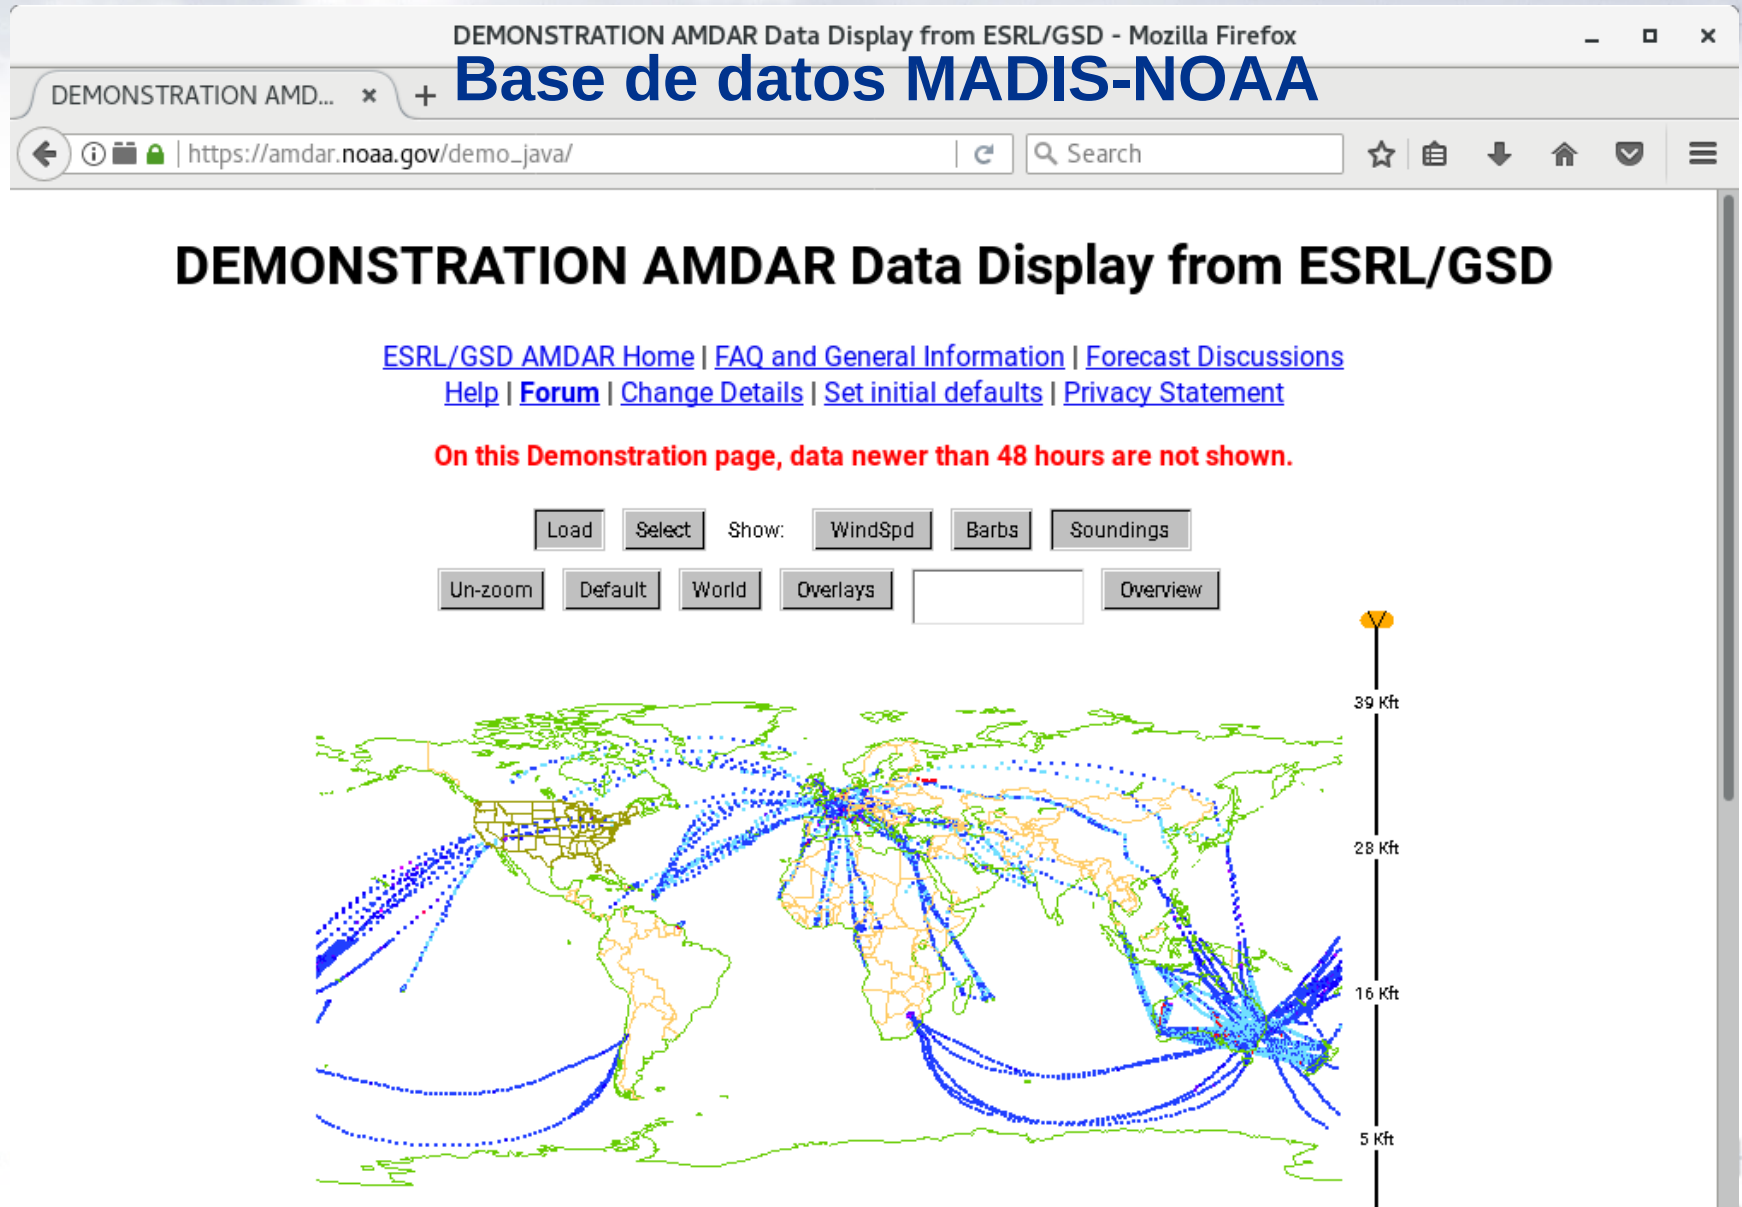 DEMONSTRATION AMDAR Data Display from ESRL/GSD - Mozilla Firefox
Base de datos MADIS-NOAA
DEMONSTRATION AMD...
https://amdar.noaa.gov/demo_java/
Search
DEMONSTRATION AMDAR Data Display from ESRL/GSD
ESRL/GSD AMDAR Home | FAQ and General Information | Forecast Discussions
Help | Forum | Change Details | Set initial defaults | Privacy Statement
On this Demonstration page, data newer than 48 hours are not shown.
Load Select Show: WindSpd Barbs Soundings
Un-zoom Default World Overlays Overview
39 Kft
28 Kft
16 Kft
5 Kft